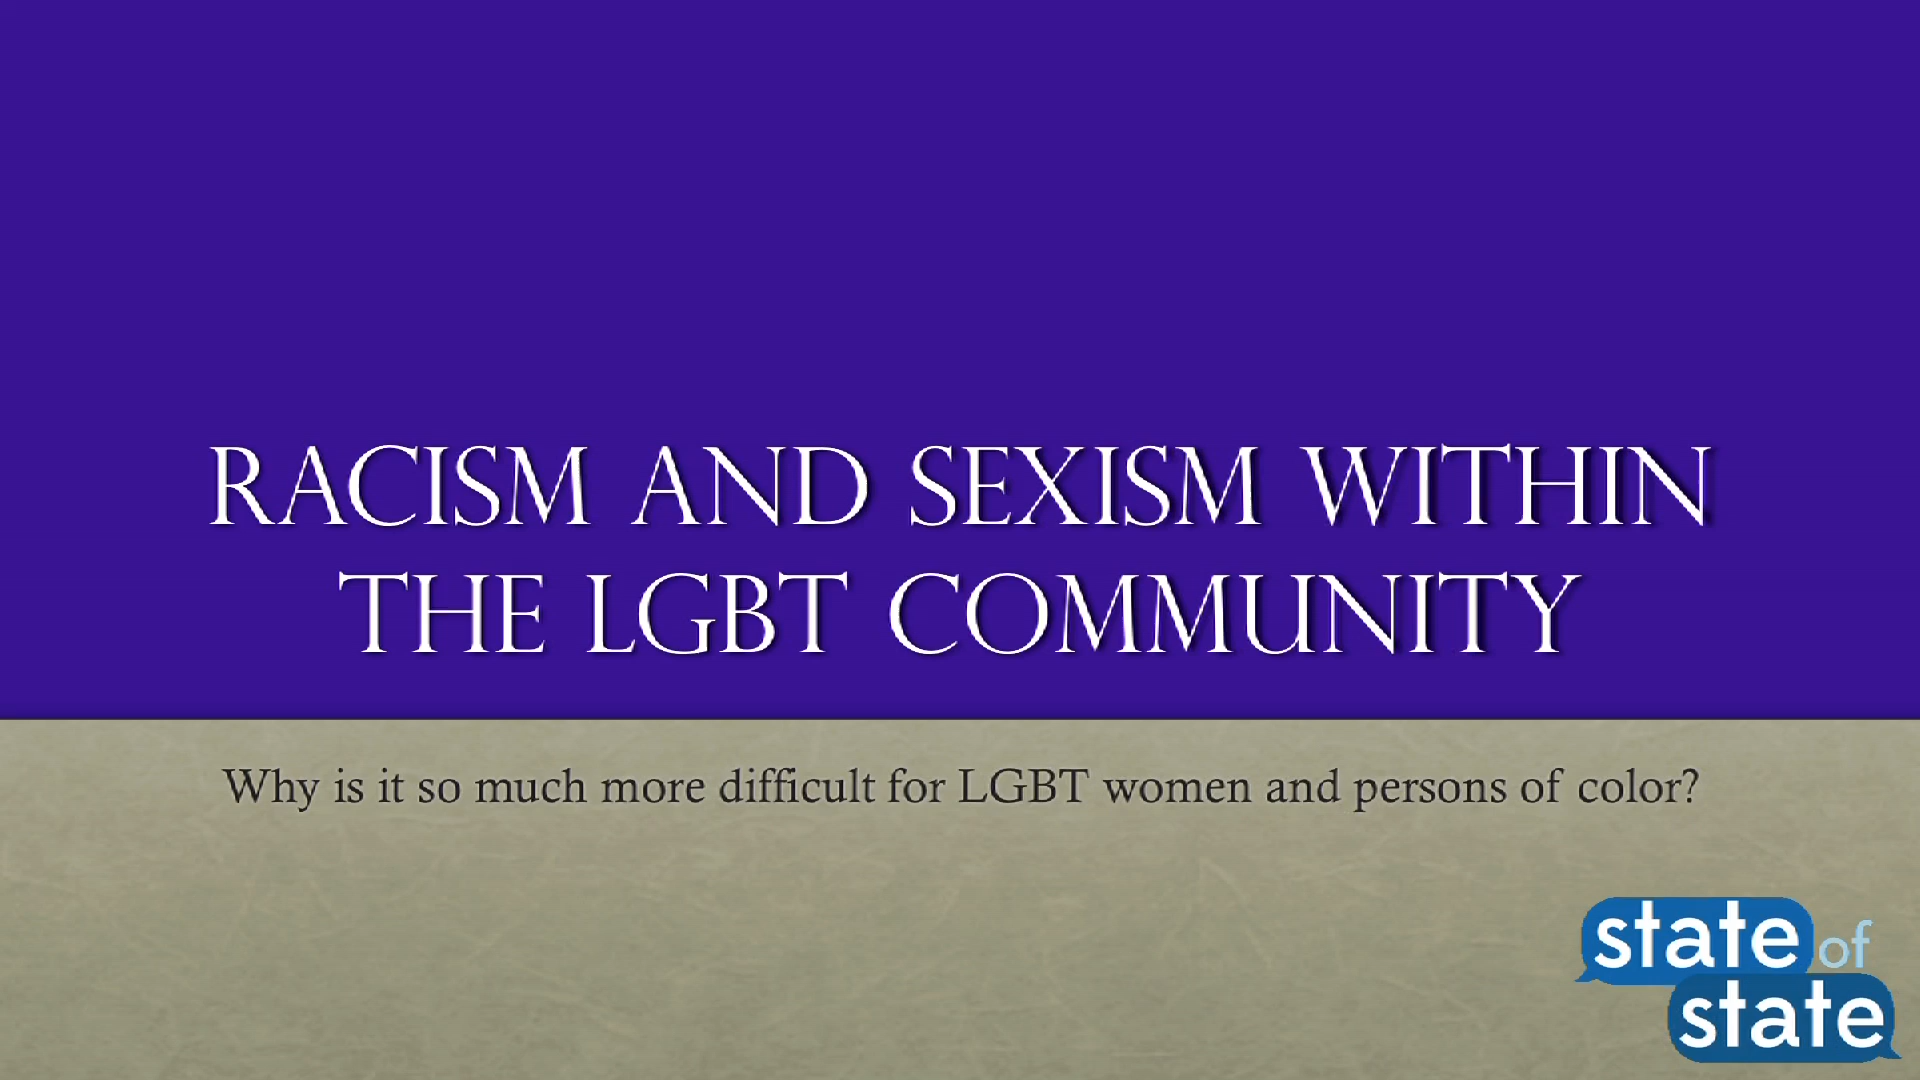 RACISM AND SEXISM WITHIN
THE LGBT COMMUNITY
Why is it so much more difficult for LGBT women and persons of color?
state of
state